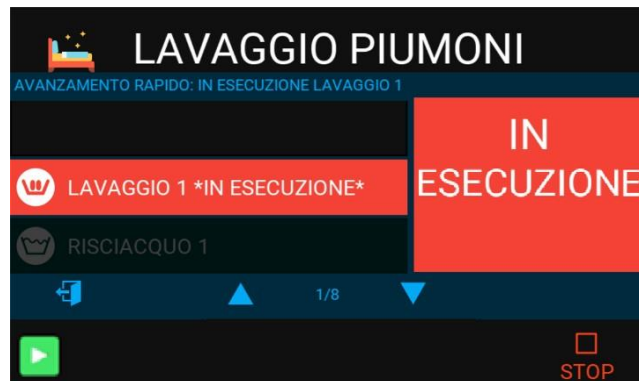 LAVAGGIO PIUMONI
AVANZAMENTO RAPIDO: IN ESECUZIONE LAVAGGIO 1
IN
ESECUZIONE
LAVAGGIO 1 *IN ESECUZIONE*
RISCIACQUO 1
1/8
STOP